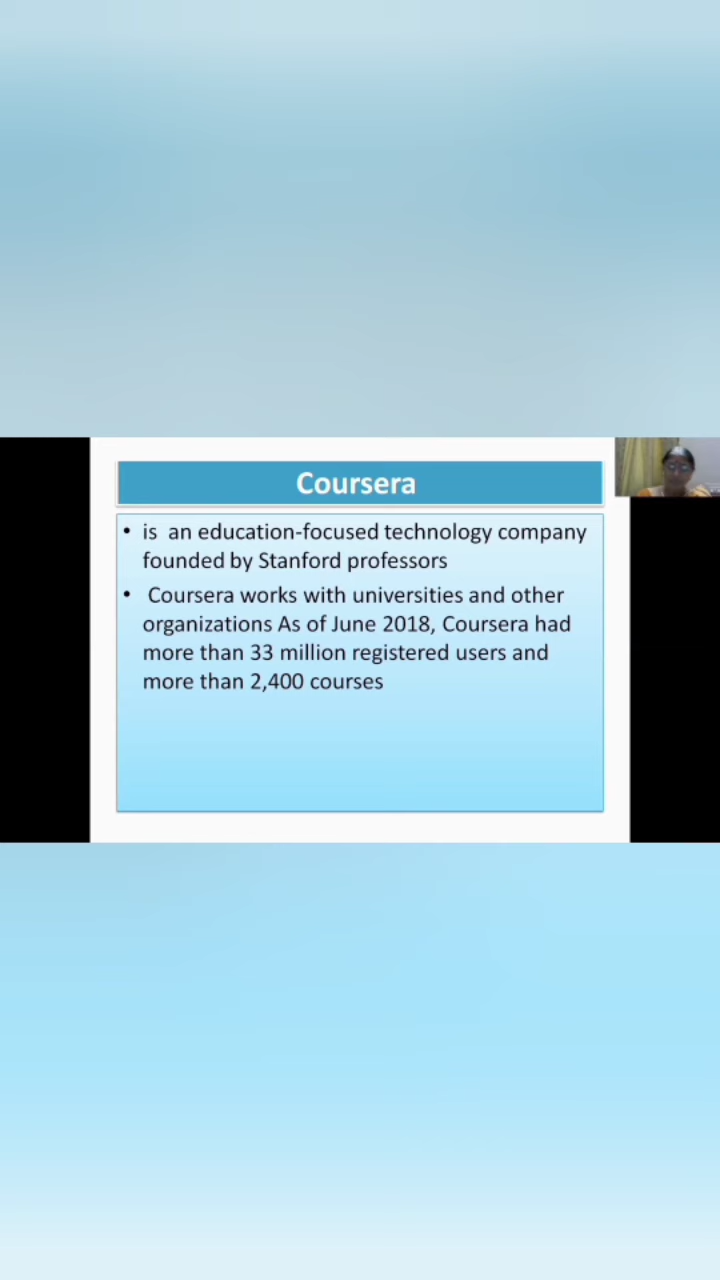 Coursera
• is  an education-focused technology company
founded by Stanford professors
•  Coursera works with universities and other
organizations As of June 2018, Coursera had
more than 33 million registered users and
more than 2,400 courses